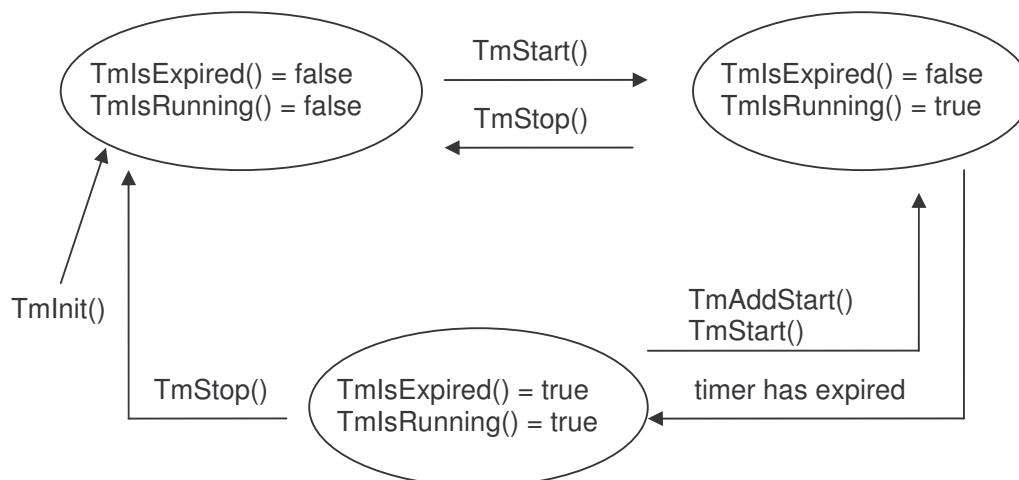 TmIsExpired() = false
TmIsRunning() = false
TmStart()
TmStop()
TmIsExpired() = false
TmIsRunning() = true
TmInit()
TmAddStart()
TmStart()
TmStop()
TmIsExpired() = true
TmIsRunning() = true
timer has expired